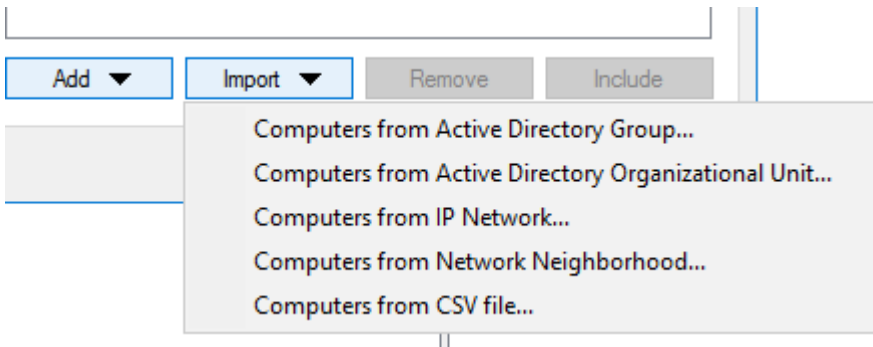 Add Import Remove Include
Computers from Active Directory Group...
Computers from Active Directory Organizational Unit...
Computers from IP Network...
Computers from Network Neighborhood...
Computers from CSV file...